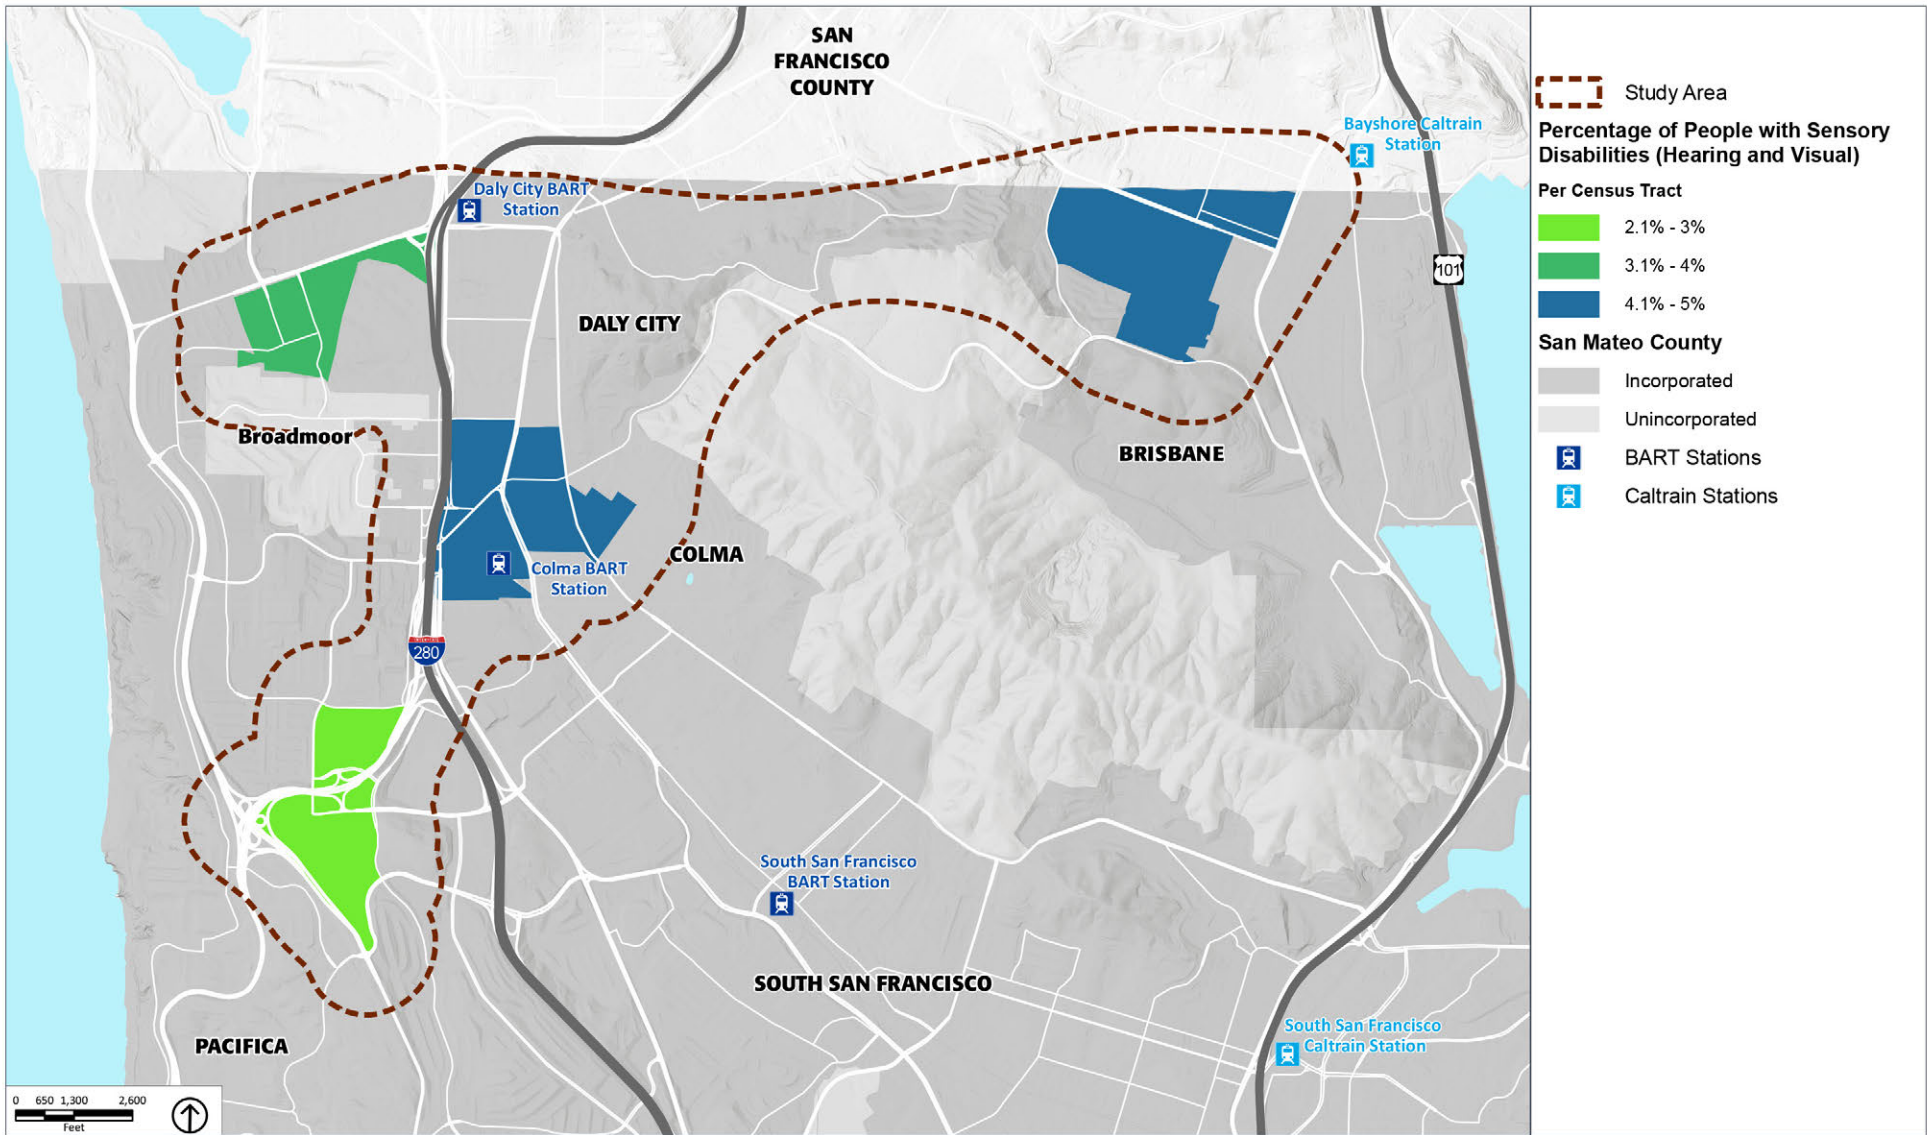 SAN
FRANCISCO
COUNTY
Bayshore Caltrain
Station
Daly City BART
Station
101
DALY CITY
Broadmoor
BRISBANE
COLMA
Colma BART
Station
280
South San Francisco
BART Station
SOUTH SAN FRANCISCO
South San Francisco
Caltrain Station
PACIFICA
0 650 1,300 2,600
Feet
Study Area
Percentage of People with Sensory
Disabilities (Hearing and Visual)
Per Census Tract
2.1% - 3%
3.1% - 4%
4.1% - 5%
San Mateo County
Incorporated
Unincorporated
BART Stations
Caltrain Stations